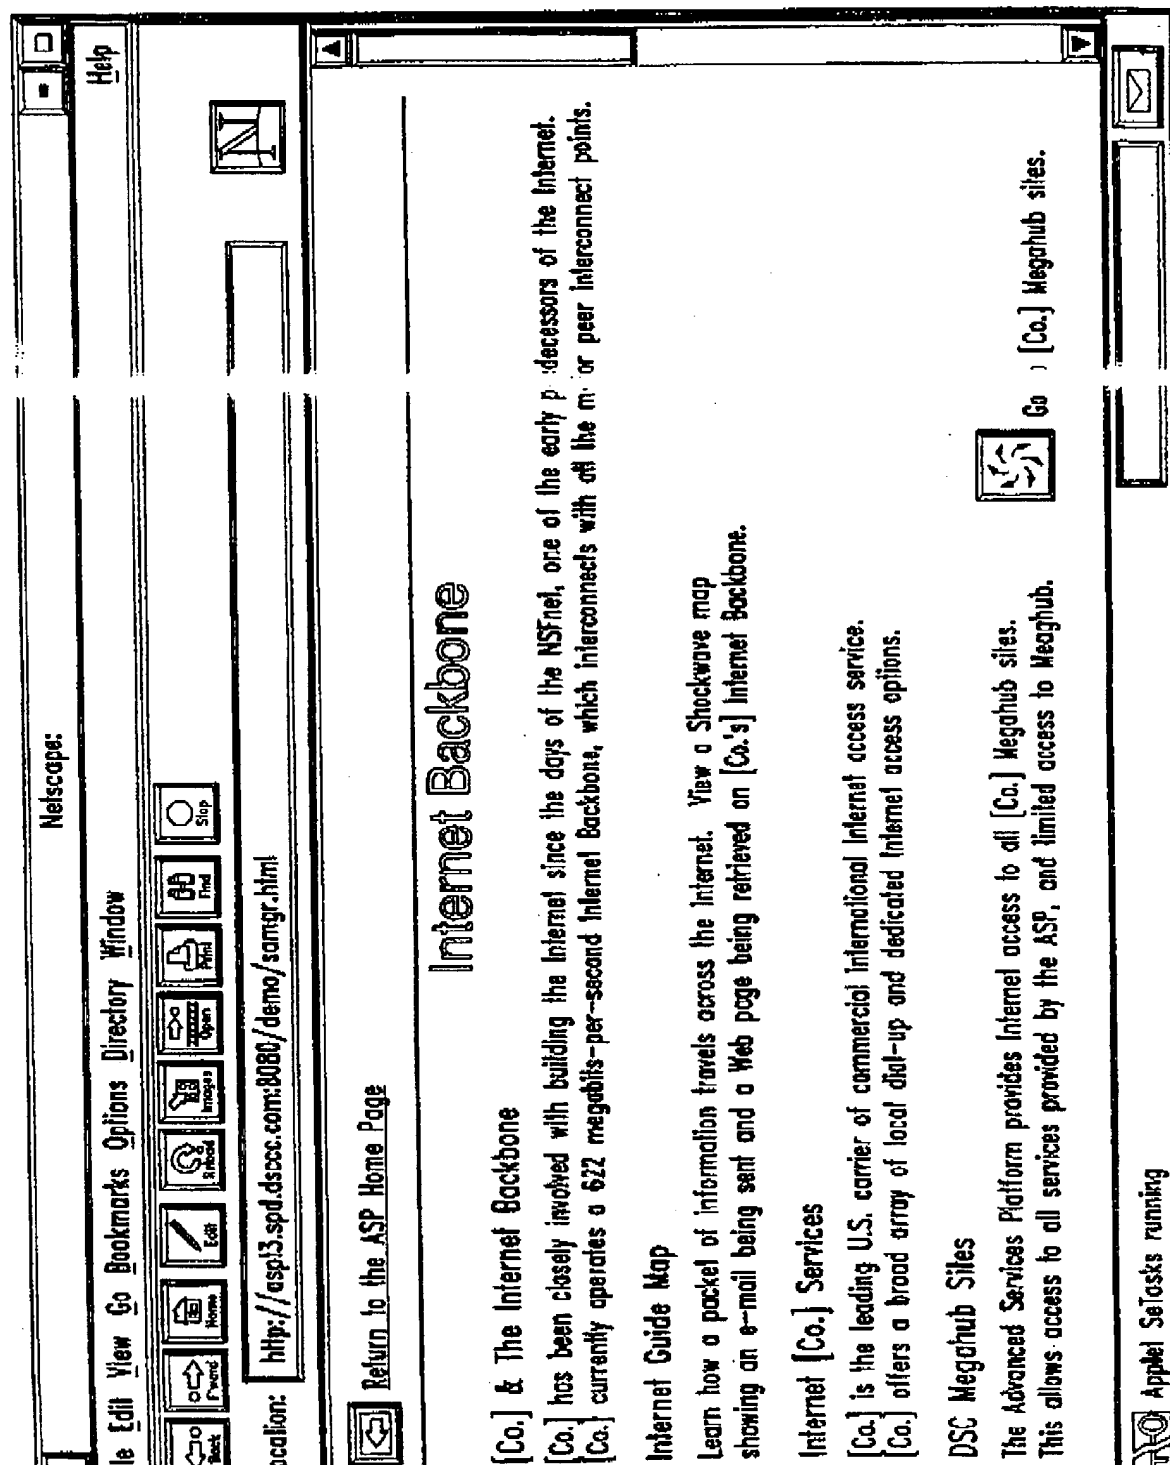 Netscape:
le Edit View Go Bookmarks Options Directory Window Help
Back F'ward Home Edit Images Open Print Find Stop
ocation: http://aspl3.spd.dsccc.com:8080/demo/samgr.html
N
Return to the ASP Home Page
Internet Backbone
[Co.] & The Internet Backbone
[Co.] has been closely involved with building the Internet since the days of the NSFnet, one of the early p decessors of the Internet.
[Co.] currently operates a 622 megabits-per-second Internet Backbone, which interconnects with all the m or peer interconnect points.
Internet Guide Map
Learn how a packet of information travels across the Internet. View a Shockwave map
showing an e-mail being sent and a Web page being retrieved on [Co.'s] Internet Backbone.
Internet [Co.] Services
[Co.] is the leading U.S. carrier of commercial International Internet access service.
[Co.] offers a broad array of local dial-up and dedicated Internet access options.
DSC Megahub Sites
The Advanced Services Platform provides Internet access to all [Co.] Megahub sites.
This allows access to all services provided by the ASP, and limited access to Meaghub.
Go [Co.] Megahub sites.
Applet SeTasks running